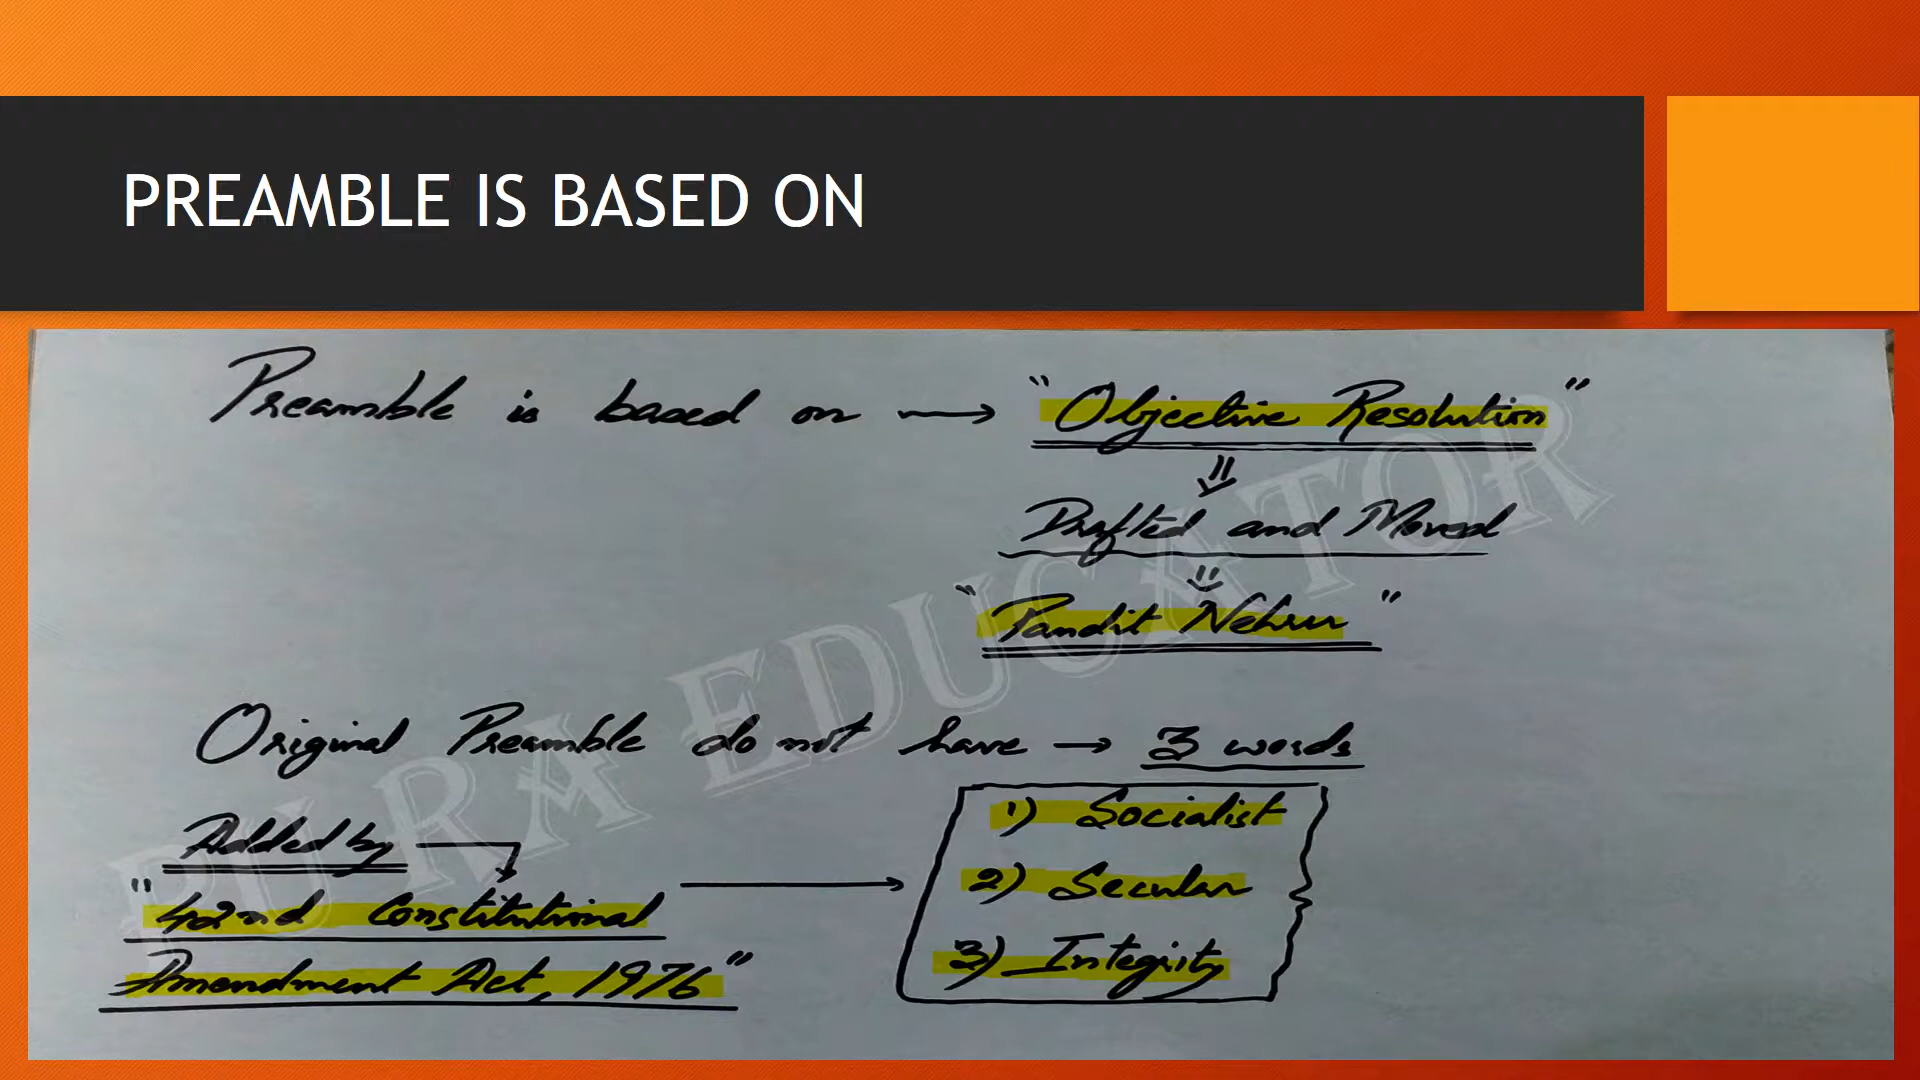 PREAMBLE IS BASED ON
Preamble is based on → "Objective Resolution"
Drafted and Moved
"Pandit Nehru"
Original Preamble do not have → 3 words
Added by
"42nd Constitutional
Amendment Act, 1976"
1) Socialist
2) Secular
3) Integrity
PURA EDUCATOR